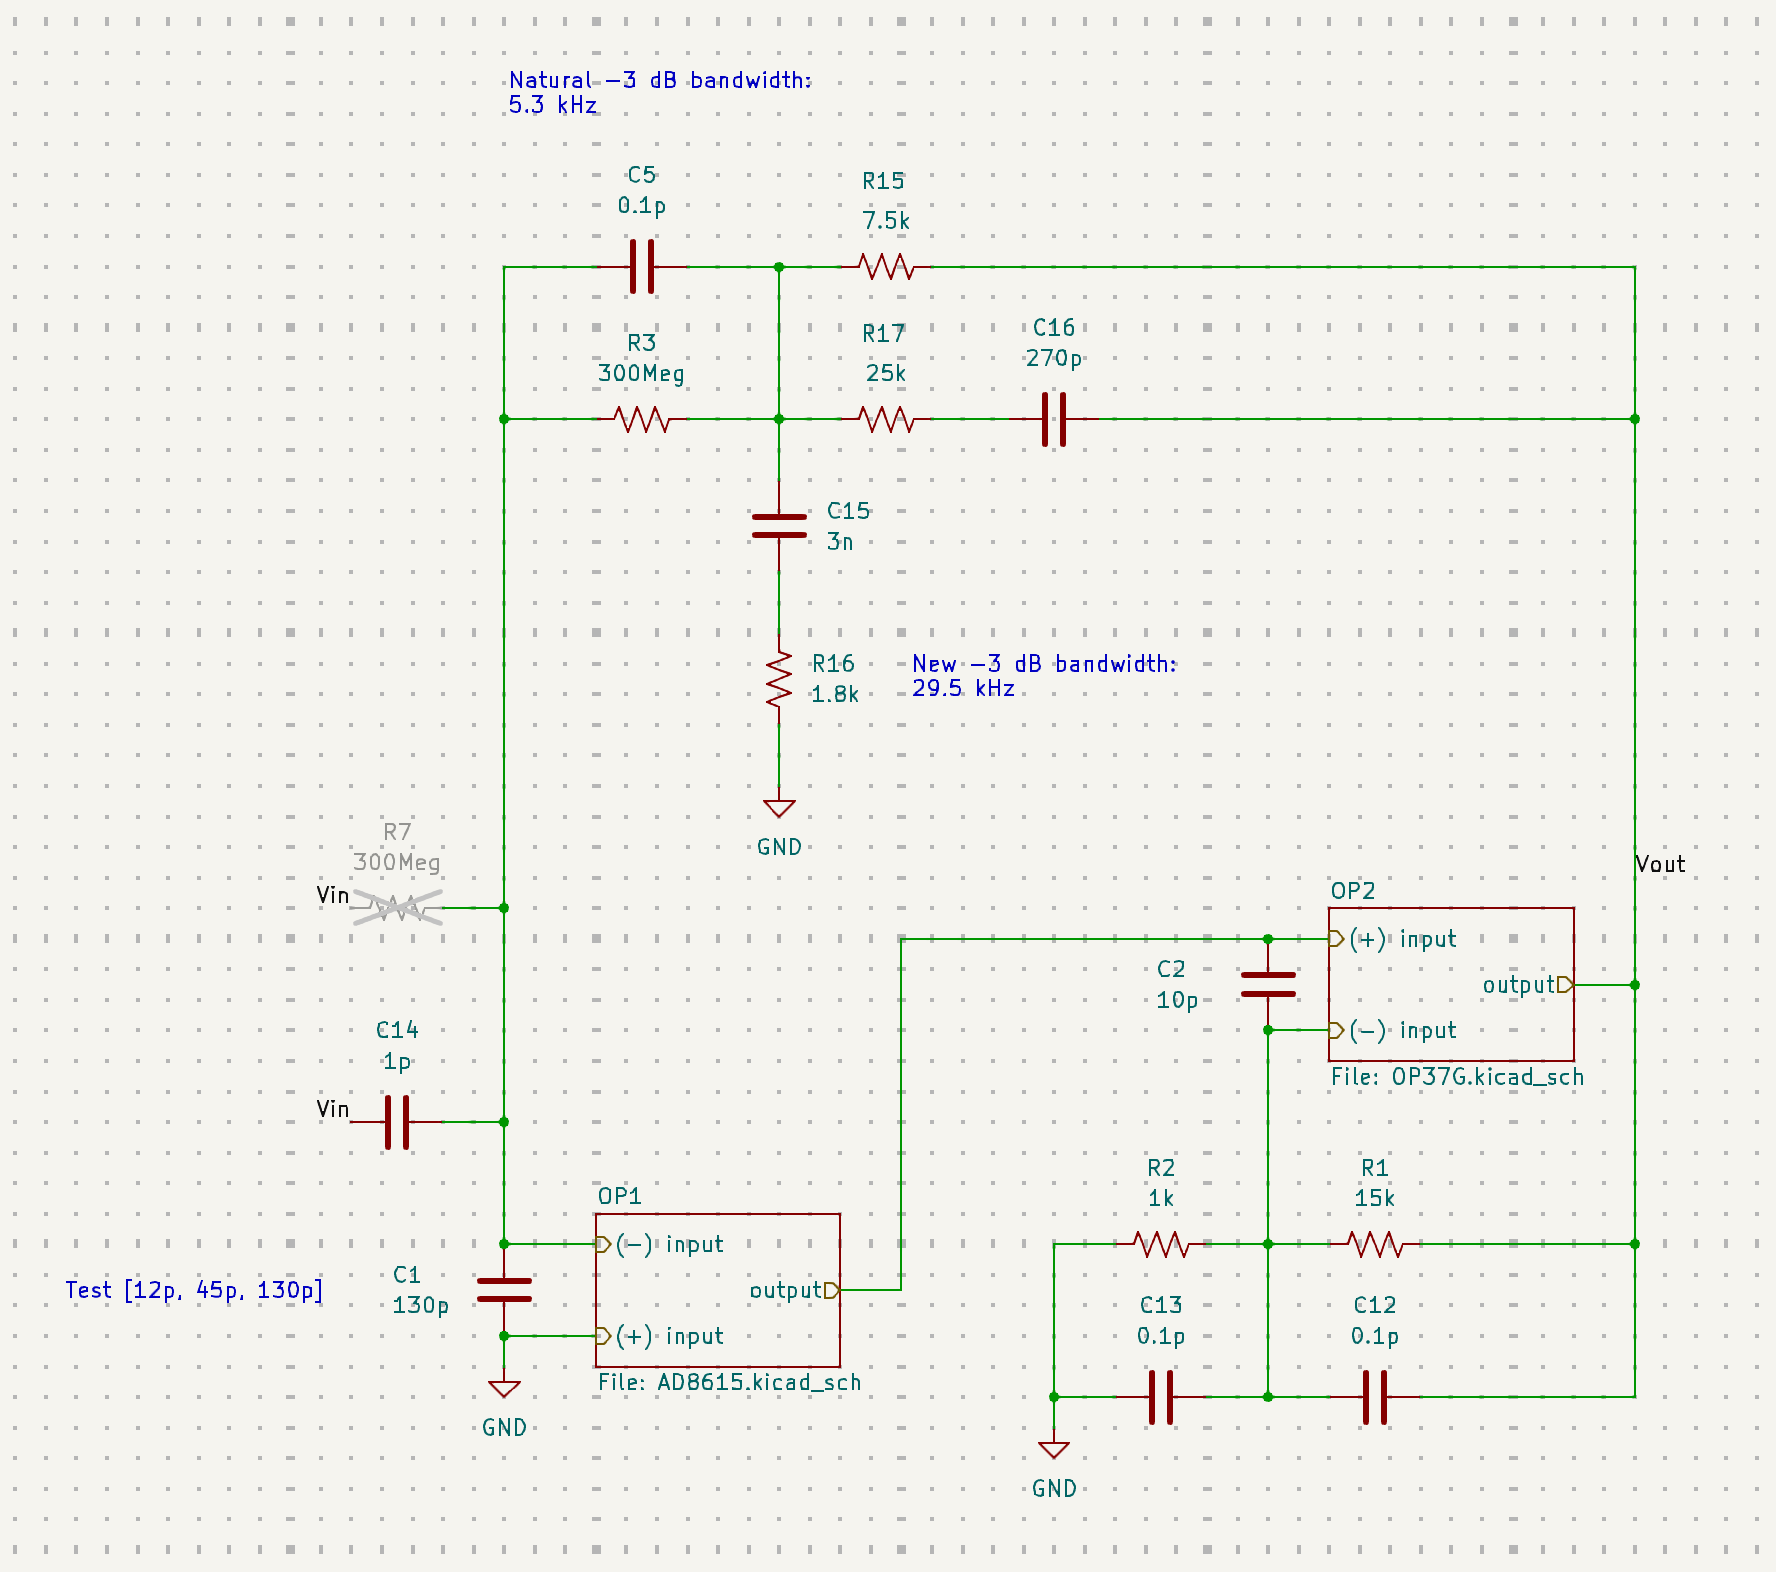 Natural −3 dB bandwidth:
5.3 kHz
C5
0.1p
R15
7.5k
R3
300Meg
R17
25k
C16
270p
C15
3n
R16
1.8k
New −3 dB bandwidth:
29.5 kHz
GND
R7
300Meg
Vin
Vout
OP2
(+) input
C2
10p
output
(−) input
File: OP37G.kicad_sch
C14
1p
Vin
R2
1k
R1
15k
OP1
(−) input
C1
130p
Test [12p, 45p, 130p]
output
(+) input
File: AD8615.kicad_sch
C13
0.1p
C12
0.1p
GND
GND